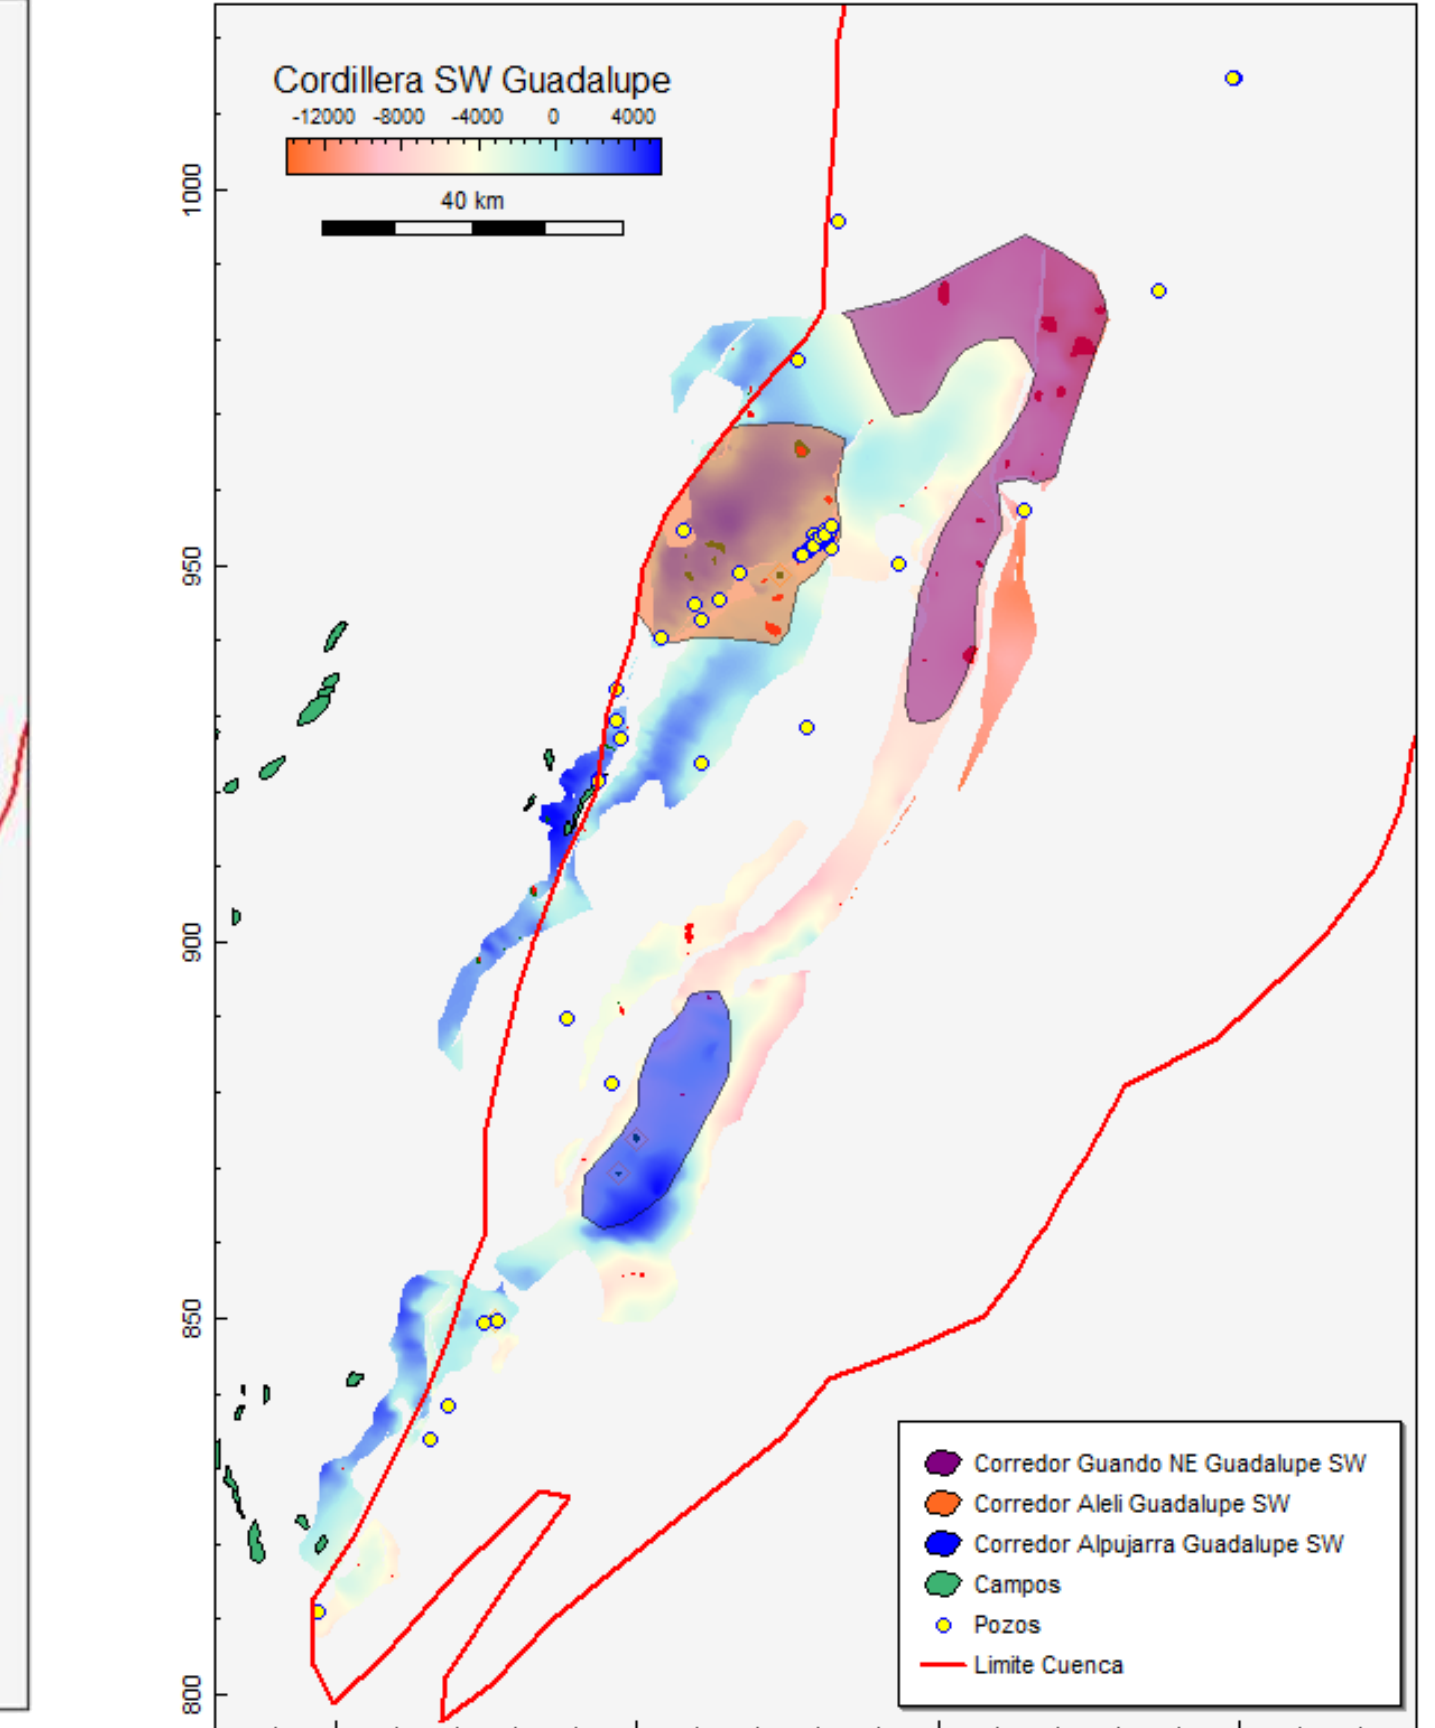 Cordillera SW Guadalupe
-12000 -8000 -4000 0 4000
40 km
1000
950
900
850
800
Corredor Guando NE Guadalupe SW
Corredor Aleli Guadalupe SW
Corredor Alpujarra Guadalupe SW
Campos
Pozos
Limite Cuenca